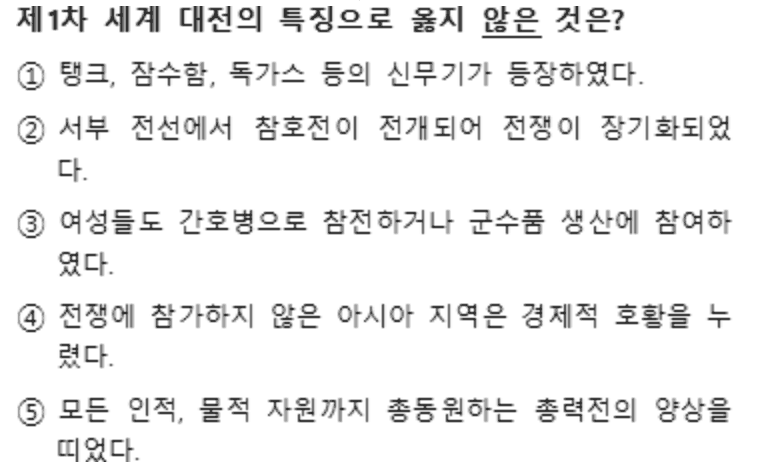 제1차 세계 대전의 특징으로 옳지 않은 것은?
① 탱크, 잠수함, 독가스 등의 신무기가 등장하였다.
② 서부 전선에서 참호전이 전개되어 전쟁이 장기화되었
다.
③ 여성들도 간호병으로 참전하거나 군수품 생산에 참여하
였다.
④ 전쟁에 참가하지 않은 아시아 지역은 경제적 호황을 누
렸다.
⑤ 모든 인적, 물적 자원까지 총동원하는 총력전의 양상을
띠었다.